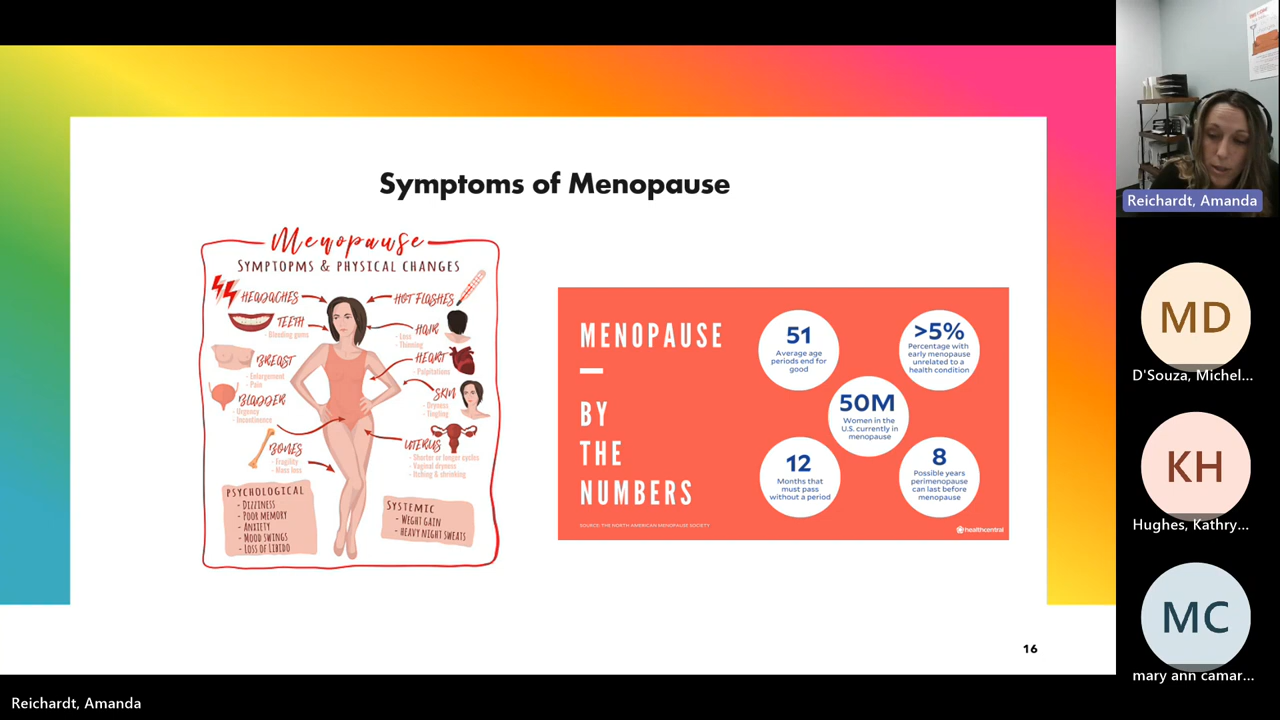 Symptoms of Menopause
Menopause
SYMPTOPMS & PHYSICAL CHANGES
HEADACHES
TEETH
Bleeding gums
BREAST
- Enlargement
- Pain
BLADDER
- Urgency
- Incontinence
BONES
- Fragility
- Mass loss
HOT FLASHES
HAIR
- Loss
- Thinning
HEART
- Palpitations
SKIN
- Dryness
- Tingling
UTERUS
- Shorter or longer cycles
- Vaginal dryness
- Itching & shrinking
PSYCHOLOGICAL
- DIZZINESS
- POOR MEMORY
- ANXIETY
- MOOD SWINGS
- LOSS OF LIBIDO
SYSTEMIC
- WEGHT GAIN
- HEAVY NIGHT SWEATS
MENOPAUSE
BY
THE
NUMBERS
SOURCE: THE NORTH AMERICAN MENOPAUSE SOCIETY
51
Average age
periods end for
good
>5%
Percentage with
early menopause
unrelated to a
health condition
50M
Women in the
U.S. currently in
menopause
12
Months that
must pass
without a period
8
Possible years
perimenopause
can last before
menopause
healthcentral
16
Reichardt, Amanda
Reichardt, Amanda
MD
D'Souza, Michel...
KH
Hughes, Kathry...
MC
mary ann camar...